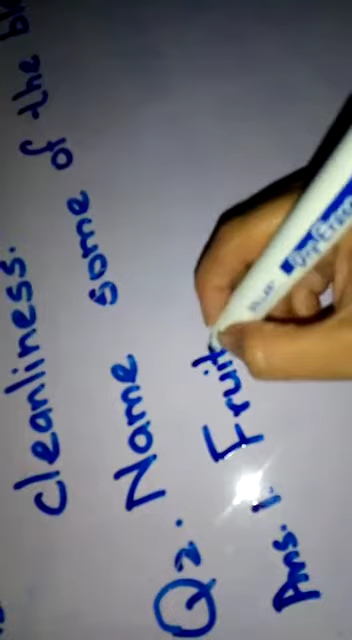 cleanliness.
Q2. Name some of the
Ans. 1. Fruit